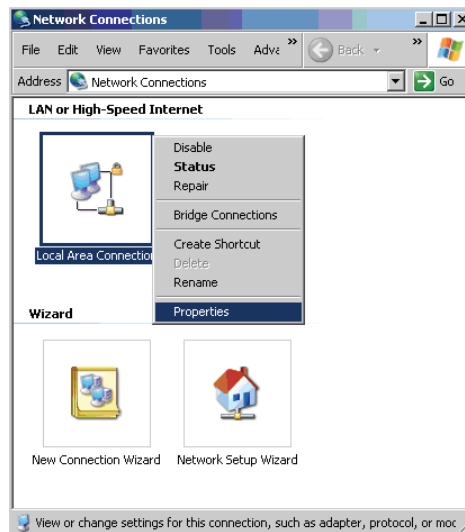 Network Connections
File Edit View Favorites Tools Adva » Back »
Address Network Connections Go
LAN or High-Speed Internet
Disable
Status
Repair
Bridge Connections
Create Shortcut
Local Area Connection
Delete
Rename
Wizard
Properties
New Connection Wizard Network Setup Wizard
View or change settings for this connection, such as adapter, protocol, or mod